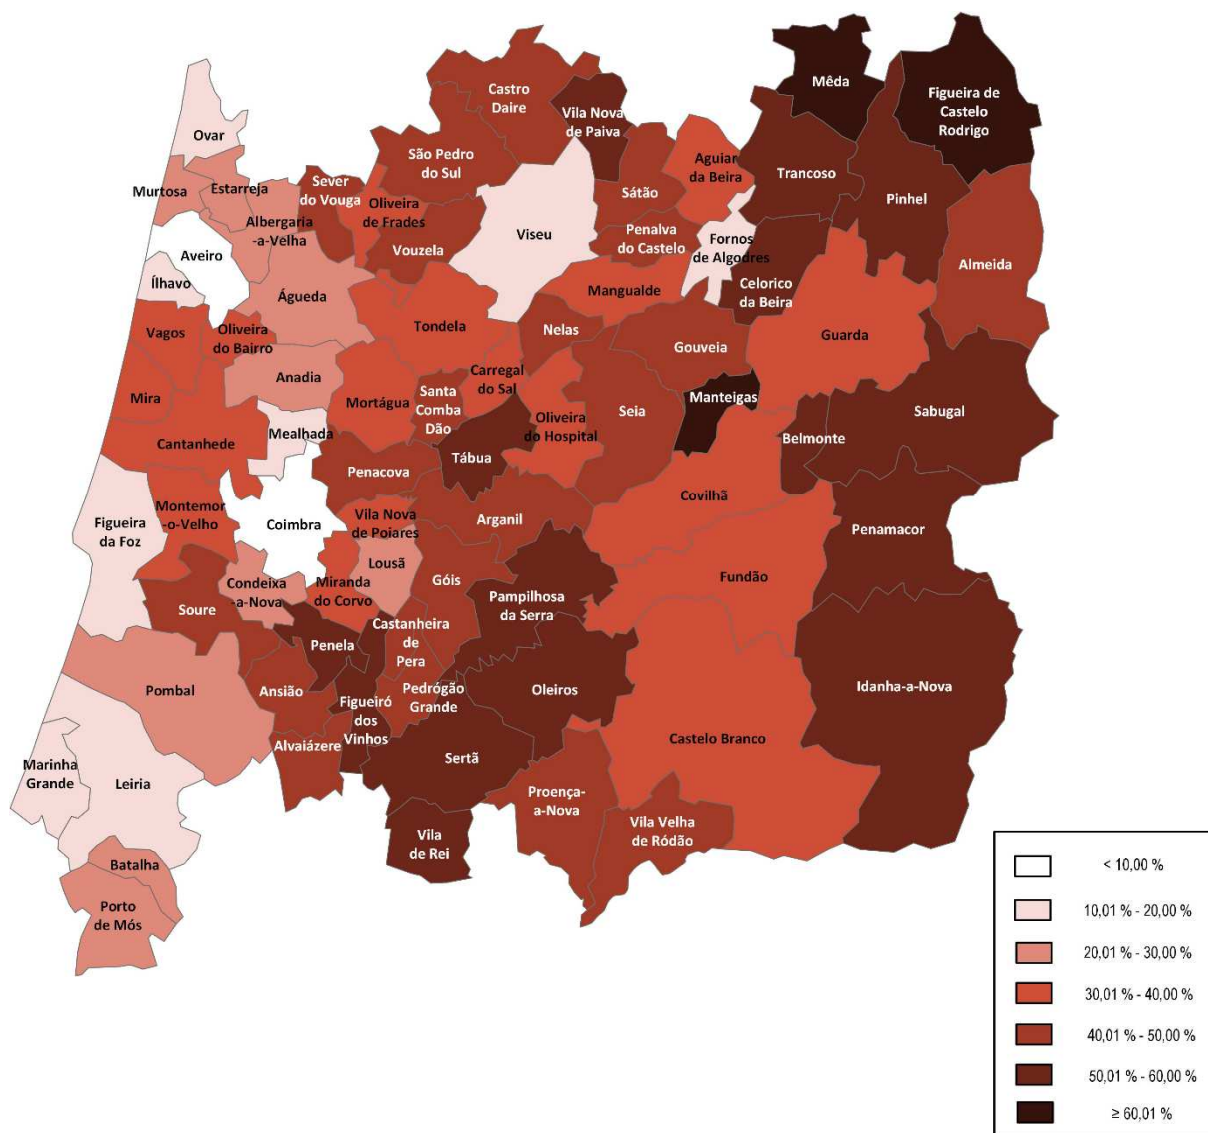 Mêda
Figueira de
Castelo
Rodrigo
Castro
Daire
Vila Nova
de Paiva
Ovar
São Pedro
do Sul
Aguiar
da Beira
Trancoso
Pinhel
Murtosa
Estarreja
Sever
do Vouga
Oliveira
de Frades
Sátão
Albergaria
-a-Velha
Viseu
Penalva
do Castelo
Fornos
de Algodres
Vouzela
Aveiro
Almeida
Ílhavo
Águeda
Mangualde
Celorico
da Beira
Vagos
Oliveira
do Bairro
Tondela
Nelas
Gouveia
Guarda
Anadia
Carregal
do Sal
Mira
Mortágua
Santa
Comba
Dão
Oliveira
do Hospital
Seia
Manteigas
Sabugal
Mealhada
Cantanhede
Belmonte
Tábua
Penacova
Covilhã
Montemor
-o-Velho
Figueira
da Foz
Coimbra
Vila Nova
de Poiares
Arganil
Penamacor
Lousã
Condeixa
-a-Nova
Miranda
do Corvo
Góis
Fundão
Pampilhosa
da Serra
Soure
Castanheira
de
Pera
Penela
Pombal
Ansião
Pedrógão
Grande
Oleiros
Idanha-a-Nova
Figueiró
dos
Vinhos
Castelo Branco
Alvaiázere
Sertã
Marinha
Grande
Leiria
Proença-
a-Nova
Vila Velha
de Ródão
Vila
de Rei
Batalha
Porto
de Mós
< 10,00 %
10,01 % - 20,00 %
20,01 % - 30,00 %
30,01 % - 40,00 %
40,01 % - 50,00 %
50,01 % - 60,00 %
≥ 60,01 %